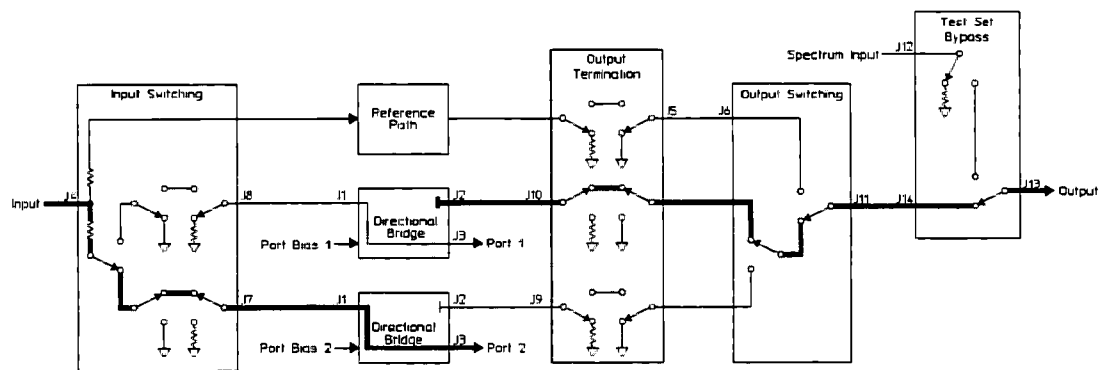 Test Set
Bypass
Spectrum Input
J12
Output
Termination
Input Switching
Output Switching
Reference
Path
J5
J6
Input
J4
J8
J1
J2
J10
J11
J14
J13
Output
Directional
Bridge
Port Bias 1
J3
Port 1
J7
J1
J2
J9
Directional
Bridge
Port Bias 2
J3
Port 2